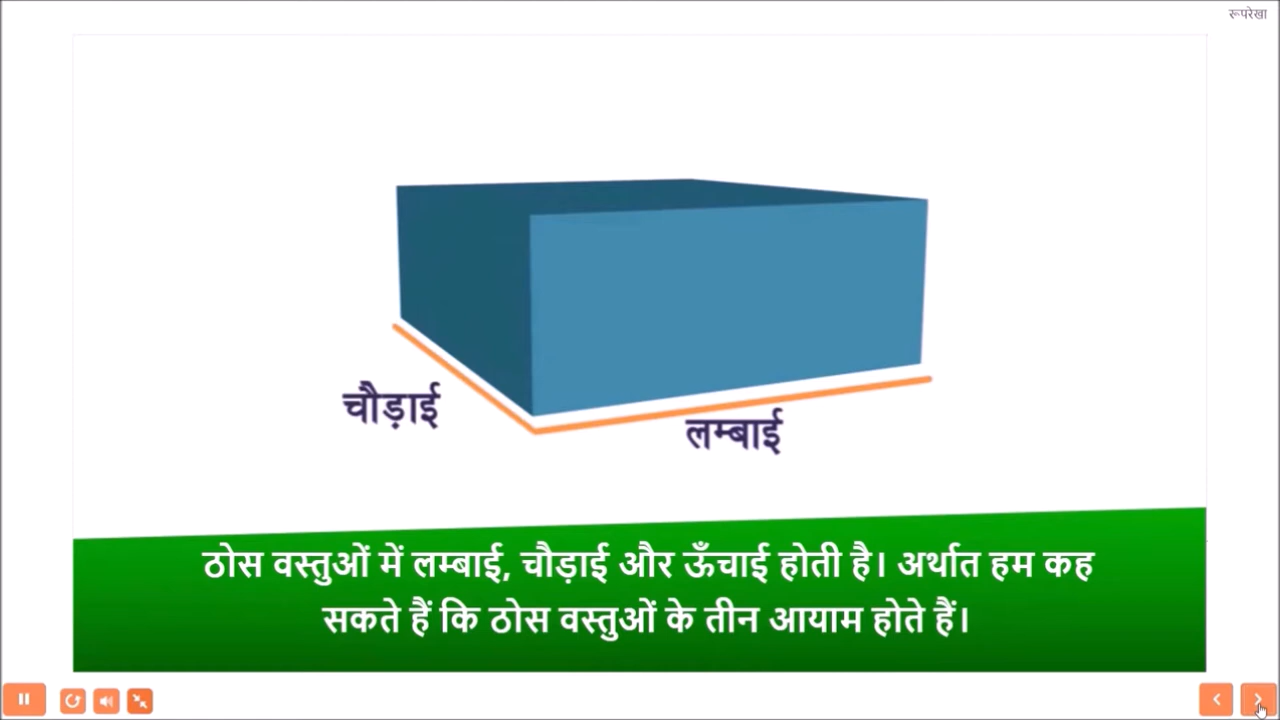 रूपरेखा
चौड़ाई
लम्बाई
ठोस वस्तुओं में लम्बाई, चौड़ाई और ऊँचाई होती है। अर्थात हम कह
सकते हैं कि ठोस वस्तुओं के तीन आयाम होते हैं।